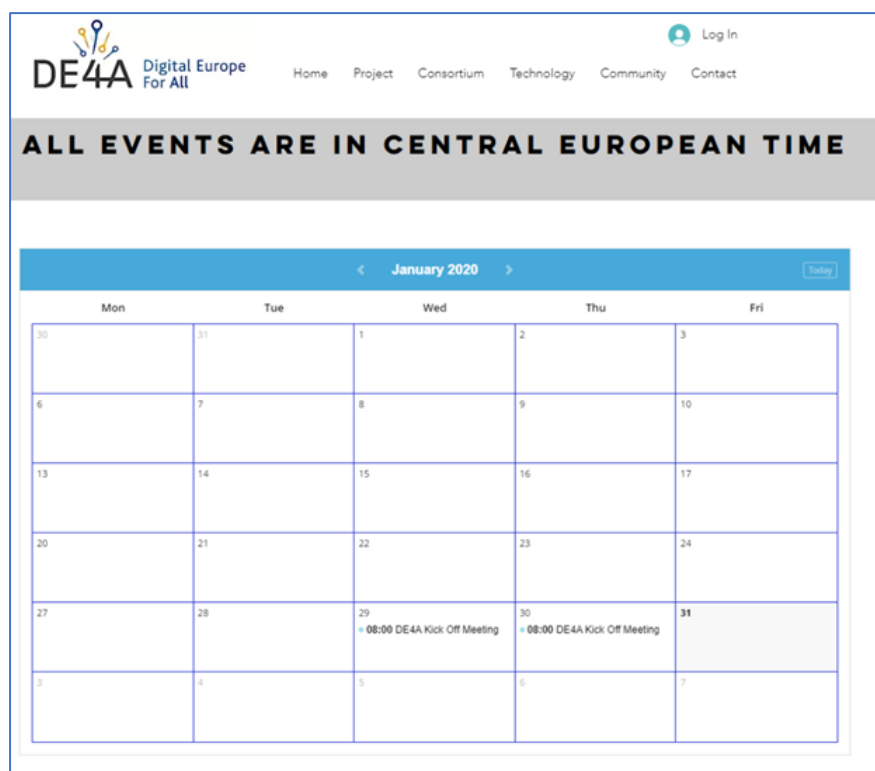 Log In
DE4A Digital Europe For All
Home Project Consortium Technology Community Contact
ALL EVENTS ARE IN CENTRAL EUROPEAN TIME
January 2020 Today
Mon Tue Wed Thu Fri
30 31 1 2 3
6 7 8 9 10
13 14 15 16 17
20 21 22 23 24
27 28 29 30 31
08:00 DE4A Kick Off Meeting 08:00 DE4A Kick Off Meeting
3 4 5 6 7